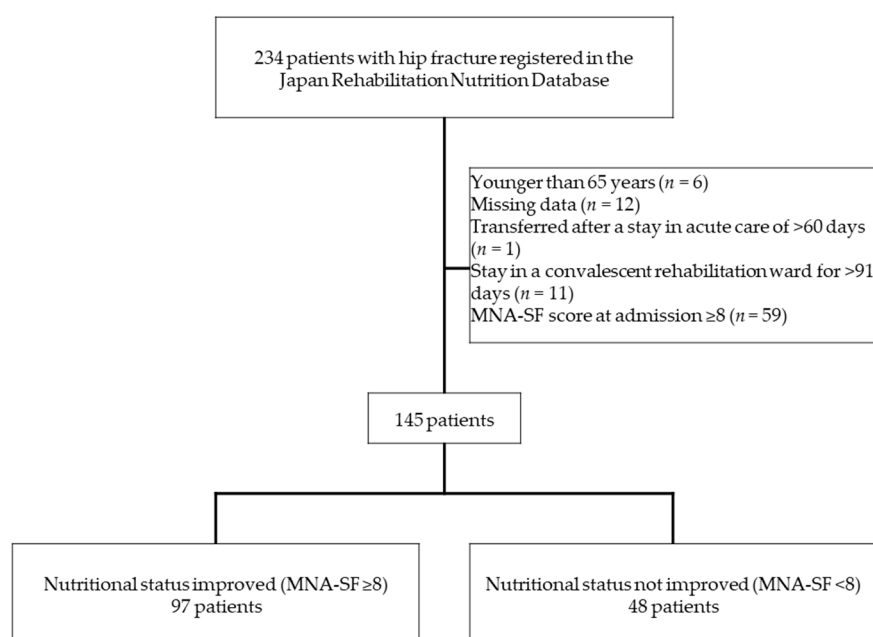 234 patients with hip fracture registered in the
Japan Rehabilitation Nutrition Database
Younger than 65 years (n = 6)
Missing data (n = 12)
Transferred after a stay in acute care of >60 days
(n = 1)
Stay in a convalescent rehabilitation ward for >91
days (n = 11)
MNA-SF score at admission ≥8 (n = 59)
145 patients
Nutritional status improved (MNA-SF ≥8)
97 patients
Nutritional status not improved (MNA-SF <8)
48 patients